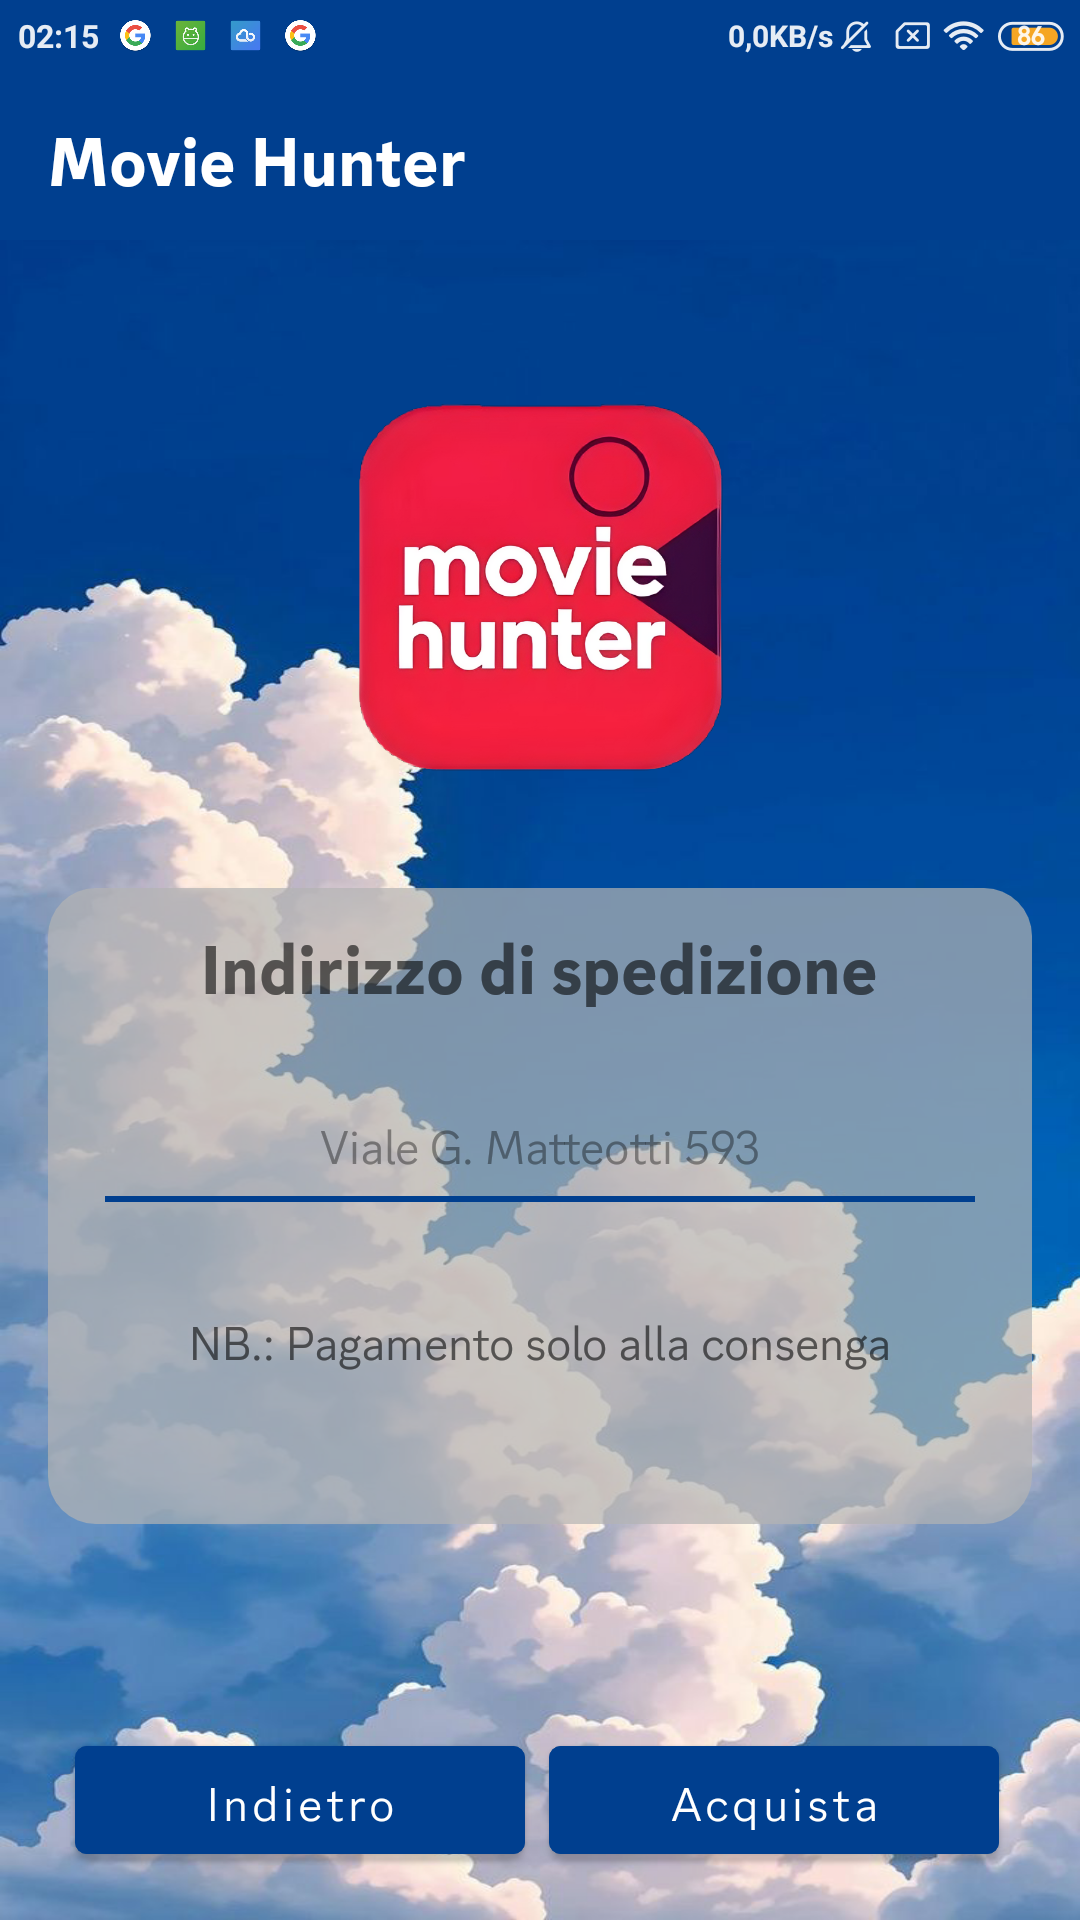 02:15 0,0KB/s 86
Movie Hunter
movie
hunter
Indirizzo di spedizione
Viale G. Matteotti 593
NB.: Pagamento solo alla consenga
Indietro Acquista